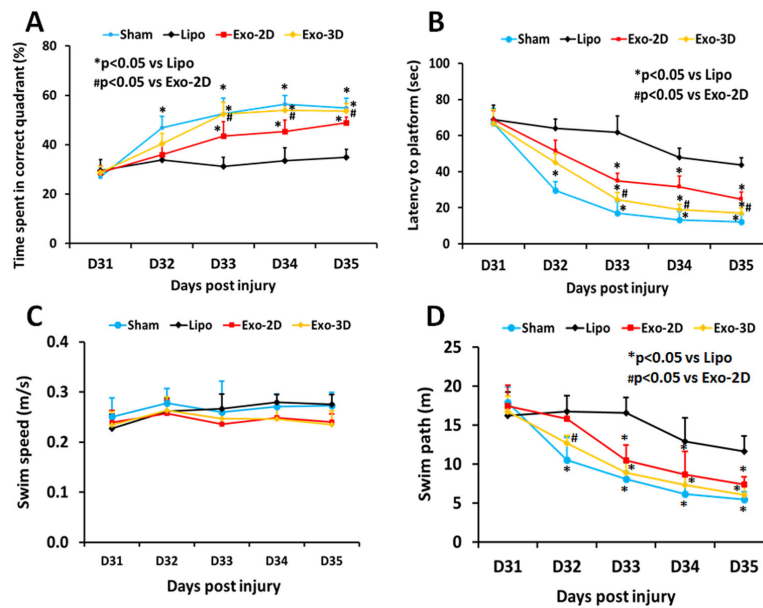 A
Sham Lipo Exo-2D Exo-3D
*p<0.05 vs Lipo
#p<0.05 vs Exo-2D
Time spent in correct quadrant (%)
80
60
40
20
0
* * * *
* * *
# # #
* * *
D31 D32 D33 D34 D35
Days post injury
B
Sham Lipo Exo-2D Exo-3D
*p<0.05 vs Lipo
#p<0.05 vs Exo-2D
Latency to platform (sec)
100
80
60
40
20
0
* * *
* *# *# *#
* * *
D31 D32 D33 D34 D35
Days post injury
C
Sham Lipo Exo-2D Exo-3D
Swim speed (m/s)
0.4
0.3
0.2
0.1
0.0
D31 D32 D33 D34 D35
Days post injury
D
Sham Lipo Exo-2D Exo-3D
*p<0.05 vs Lipo
#p<0.05 vs Exo-2D
Swim path (m)
25
20
15
10
5
0
# * * *
* * *
* * * *
D31 D32 D33 D34 D35
Days post injury